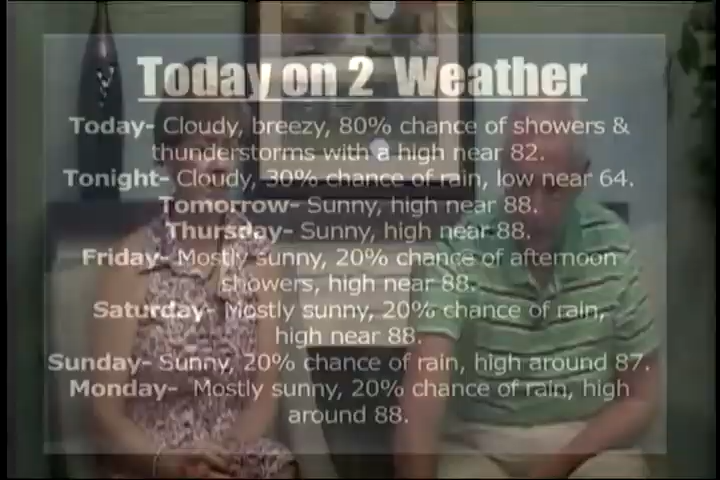 Today on 2 Weather
Today- Cloudy, breezy, 80% chance of showers &
thunderstorms with a high near 82.
Tonight- Cloudy, 30% chance of rain, low near 64.
Tomorrow- Sunny, high near 88.
Thursday- Sunny, high near 88.
Friday- Mostly sunny, 20% chance of afternoon
showers, high near 88.
Saturday- Mostly sunny, 20% chance of rain,
high near 88.
Sunday- Sunny, 20% chance of rain, high around 87.
Monday- Mostly sunny, 20% chance of rain, high
around 88.